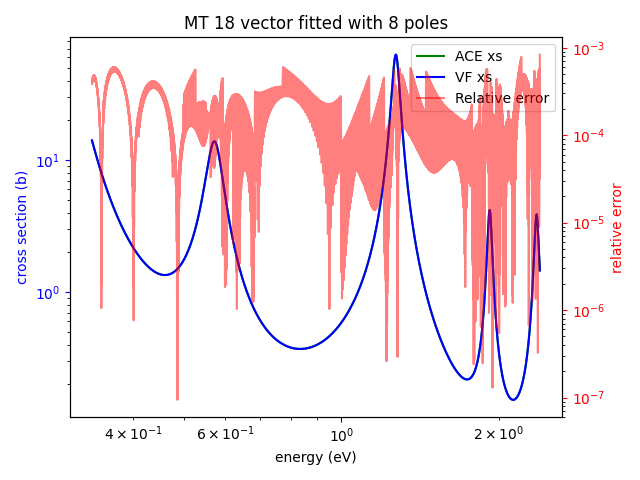 MT 18 vector fitted with 8 poles
ACE xs
VF xs
Relative error
cross section (b)
10¹
10⁰
10⁻³
10⁻⁴
10⁻⁵
10⁻⁶
10⁻⁷
relative error
4 × 10⁻¹ 6 × 10⁻¹ 10⁰ 2 × 10⁰
energy (eV)